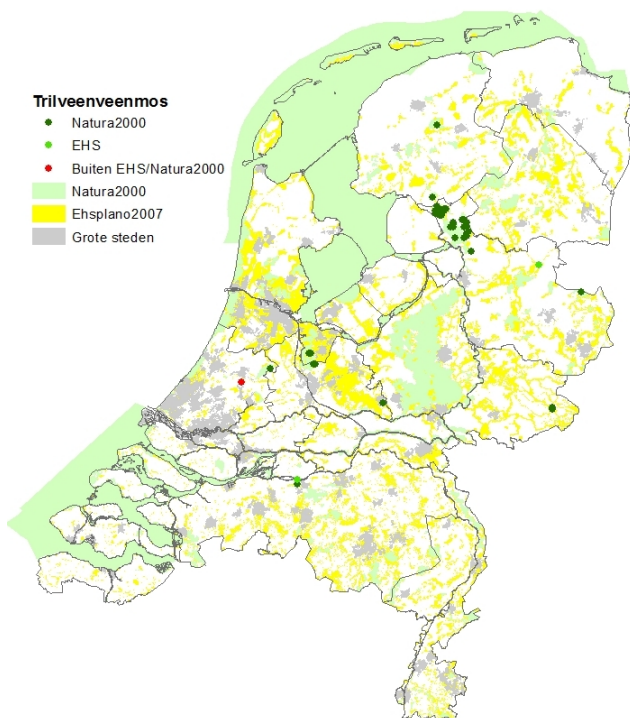 Trilveenveenmos
Natura2000
EHS
Buiten EHS/Natura2000
Natura2000
Ehsplano2007
Grote steden